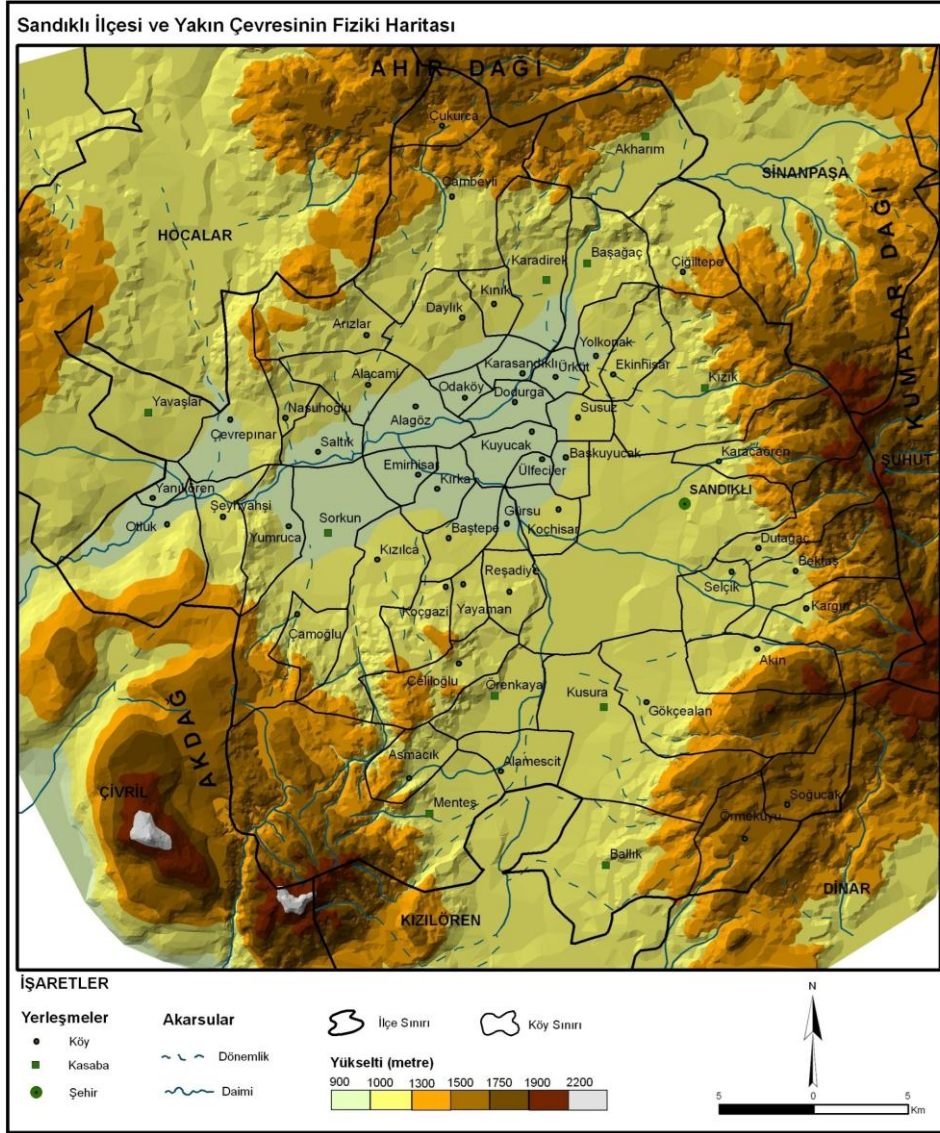 Sandıklı İlçesi ve Yakın Çevresinin Fiziki Haritası
AHIR DAĞI
Çukurca
Akharım
SİNANPAŞA
Cambeyli
HOCALAR
KUMALAR DAĞI
Karadirek
Başağaç
Çiğiltepe
Kınık
Daylık
Arızlar
Yolkonak
Karasandıklı
Ürküt
Ekinhisar
Kızık
Alacami
Odaköy
Dodurga
Yavaşlar
Nasuhoğlu
Alagöz
Susuz
Çevrepınar
Saltık
Kuyucak
Baskuyucak
Karacaören
ŞUHUT
Emirhisar
Ülfeciler
Kırka
Yanıkören
SANDIKLI
Şeyhyahşi
Otluk
Sorkun
Gürsu
Yumruca
Baştepe
Koçhisar
Dutağaç
Kızılca
Bektaş
Reşadiye
Selçik
Koçgazi
Yayaman
Kargın
Çamoğlu
Akın
Celiloğlu
Örenkaya
Kusura
Gökçealan
AKDAĞ
Asmacık
Alamescit
ÇİVRİL
Menteş
Soğucak
Örmekuyu
Ballık
DİNAR
KIZILÖREN
İŞARETLER
Yerleşmeler
Köy
Kasaba
Şehir
Akarsular
Dönemlik
Daimi
İlçe Sınırı
Köy Sınırı
Yükselti (metre)
900 1000 1300 1500 1750 1900 2200
N
5 0 5
Km